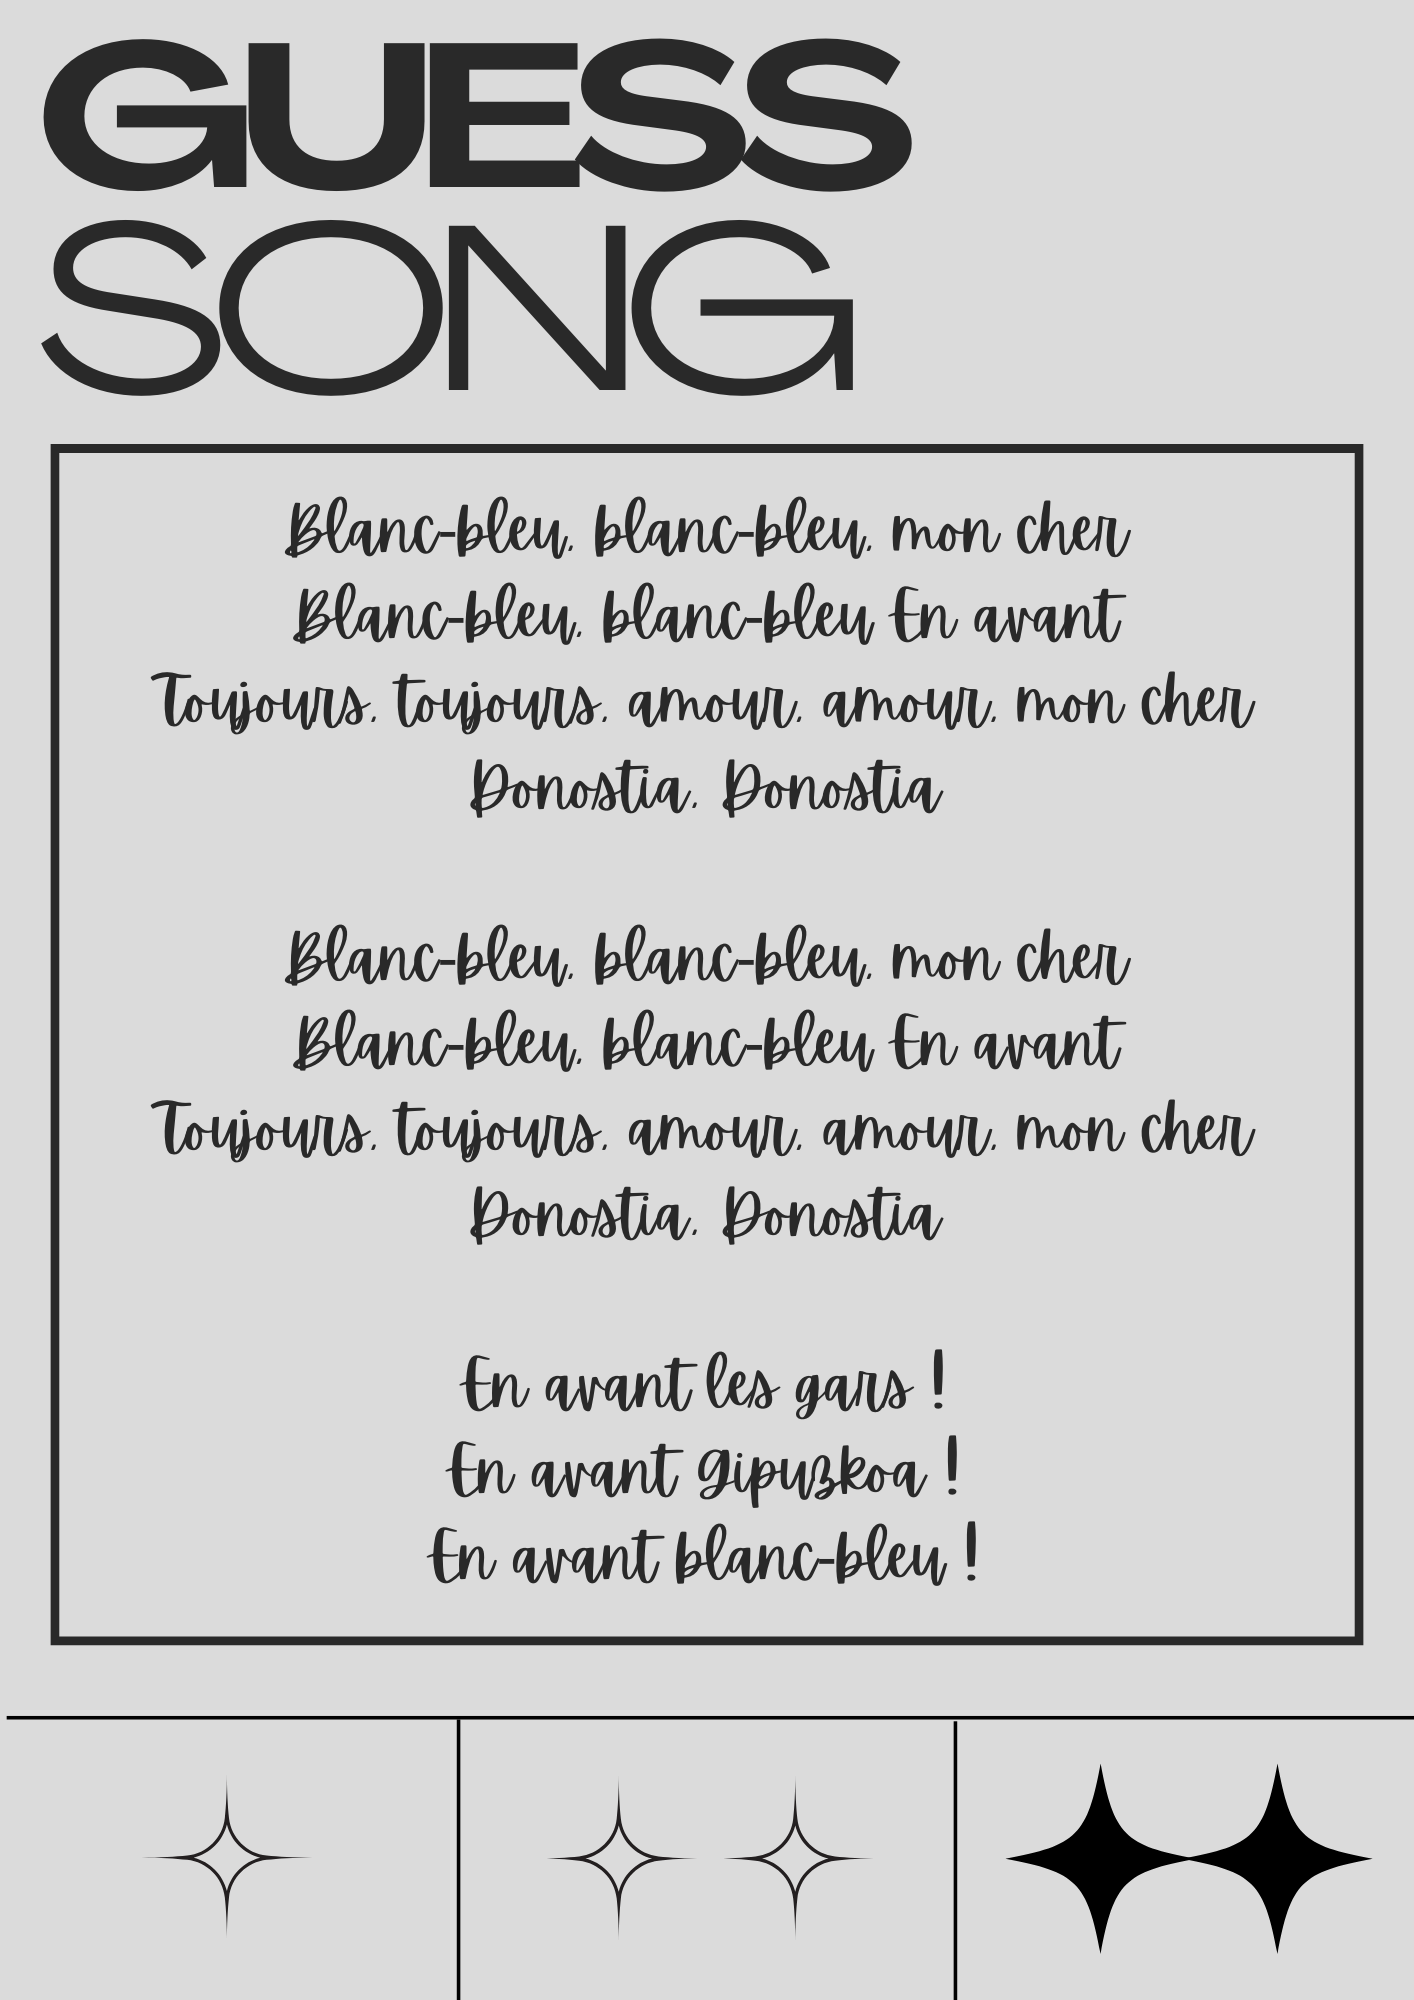 GUESS
SONG
Blanc-bleu, blanc-bleu, mon cher
Blanc-bleu, blanc-bleu En avant
Toujours, toujours, amour, amour, mon cher
Donostia, Donostia
Blanc-bleu, blanc-bleu, mon cher
Blanc-bleu, blanc-bleu En avant
Toujours, toujours, amour, amour, mon cher
Donostia, Donostia
En avant les gars !
En avant Gipuzkoa !
En avant blanc-bleu !